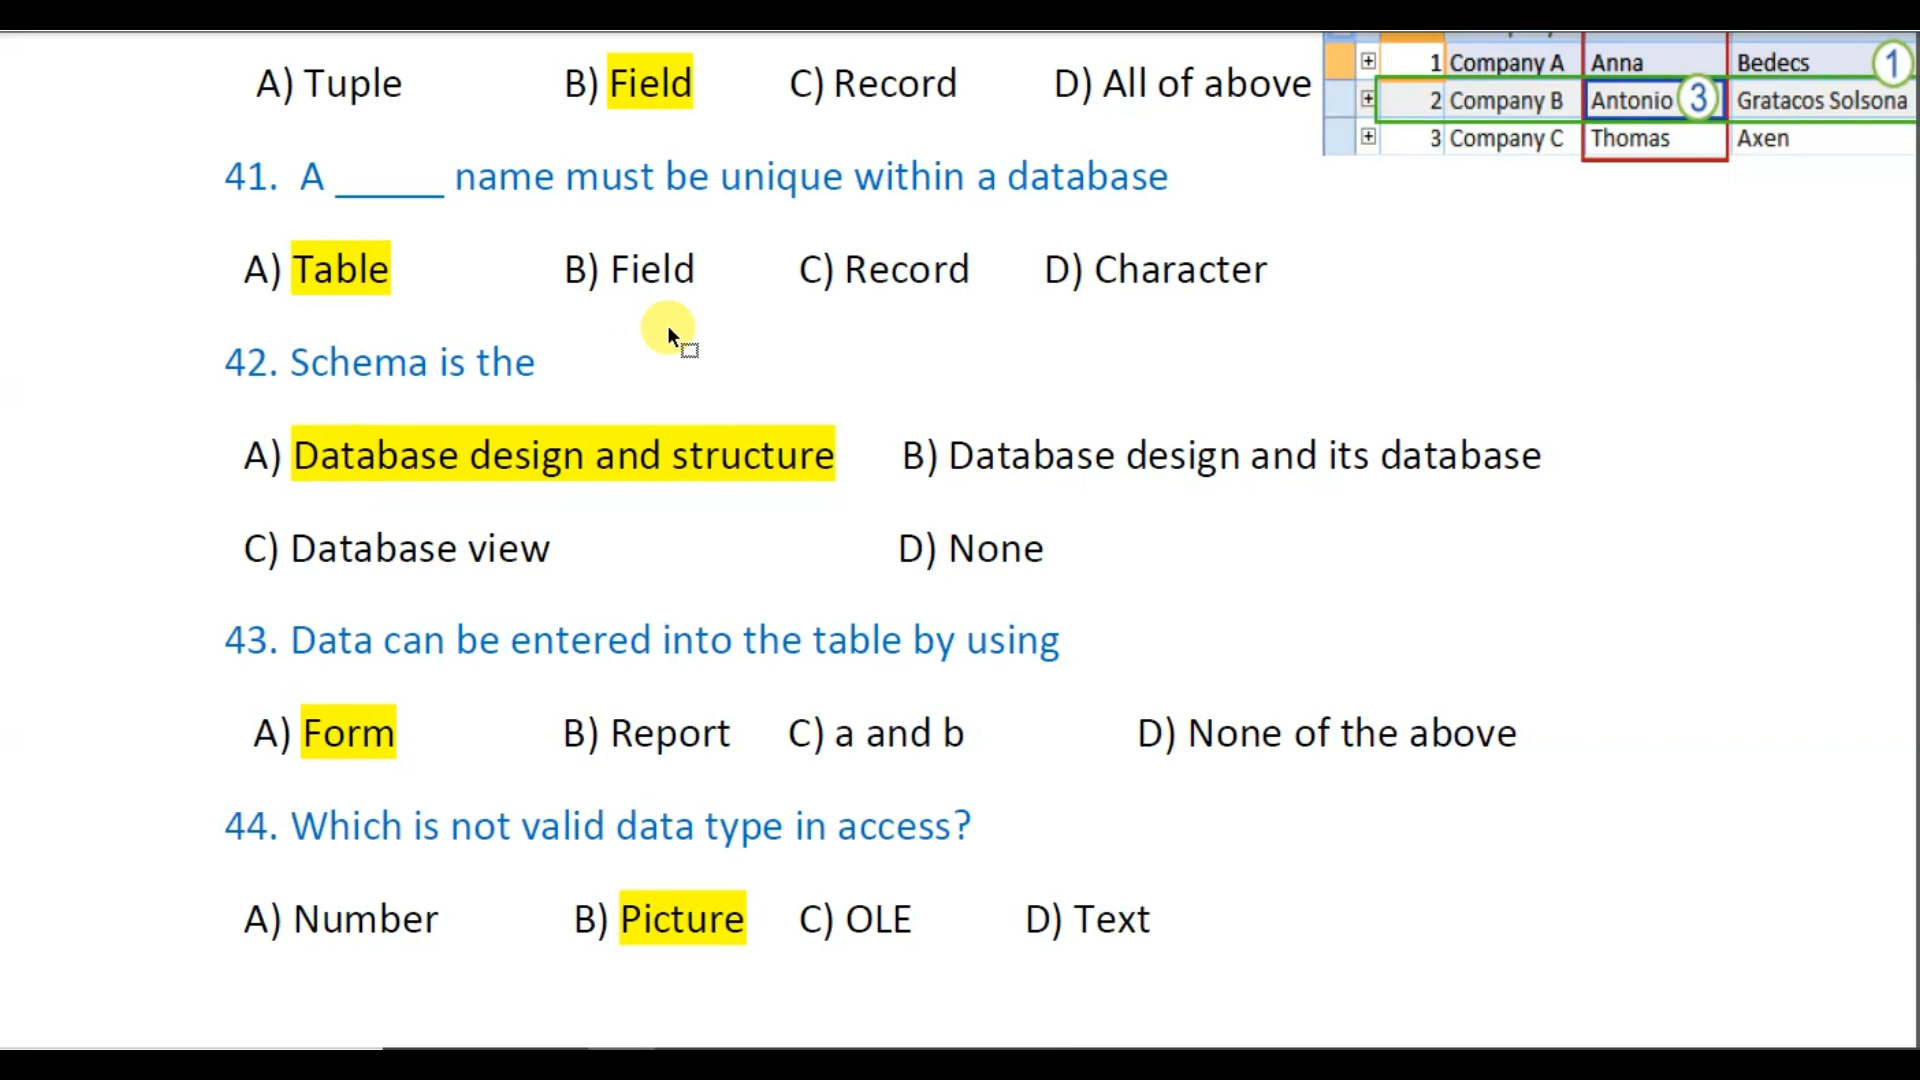 A) Tuple B) Field C) Record D) All of above
1 Company A Anna Bedecs 1
2 Company B Antonio 3 Gratacos Solsona
3 Company C Thomas Axen
41. A _____ name must be unique within a database
A) Table B) Field C) Record D) Character
42. Schema is the
A) Database design and structure B) Database design and its database
C) Database view D) None
43. Data can be entered into the table by using
A) Form B) Report C) a and b D) None of the above
44. Which is not valid data type in access?
A) Number B) Picture C) OLE D) Text